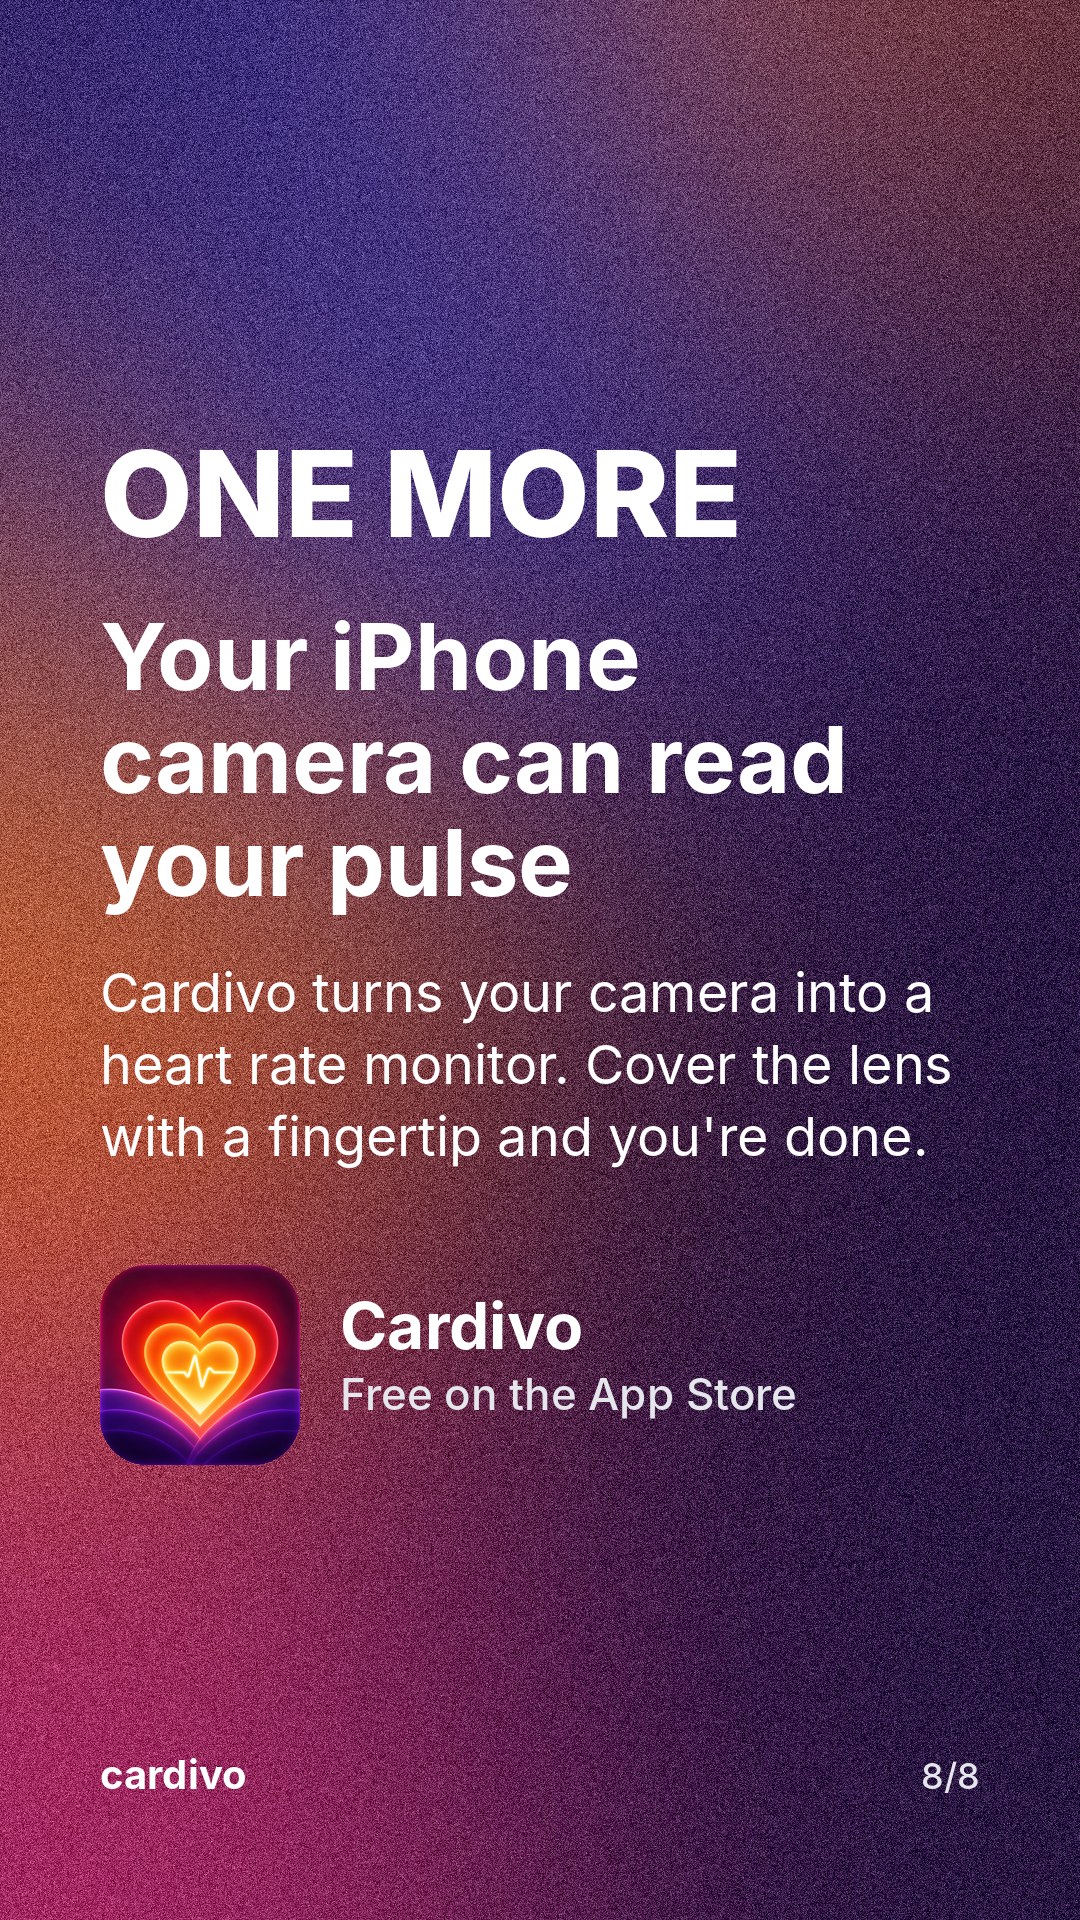 ONE MORE
Your iPhone
camera can read
your pulse
Cardivo turns your camera into a
heart rate monitor. Cover the lens
with a fingertip and you're done.
Cardivo
Free on the App Store
cardivo
8/8